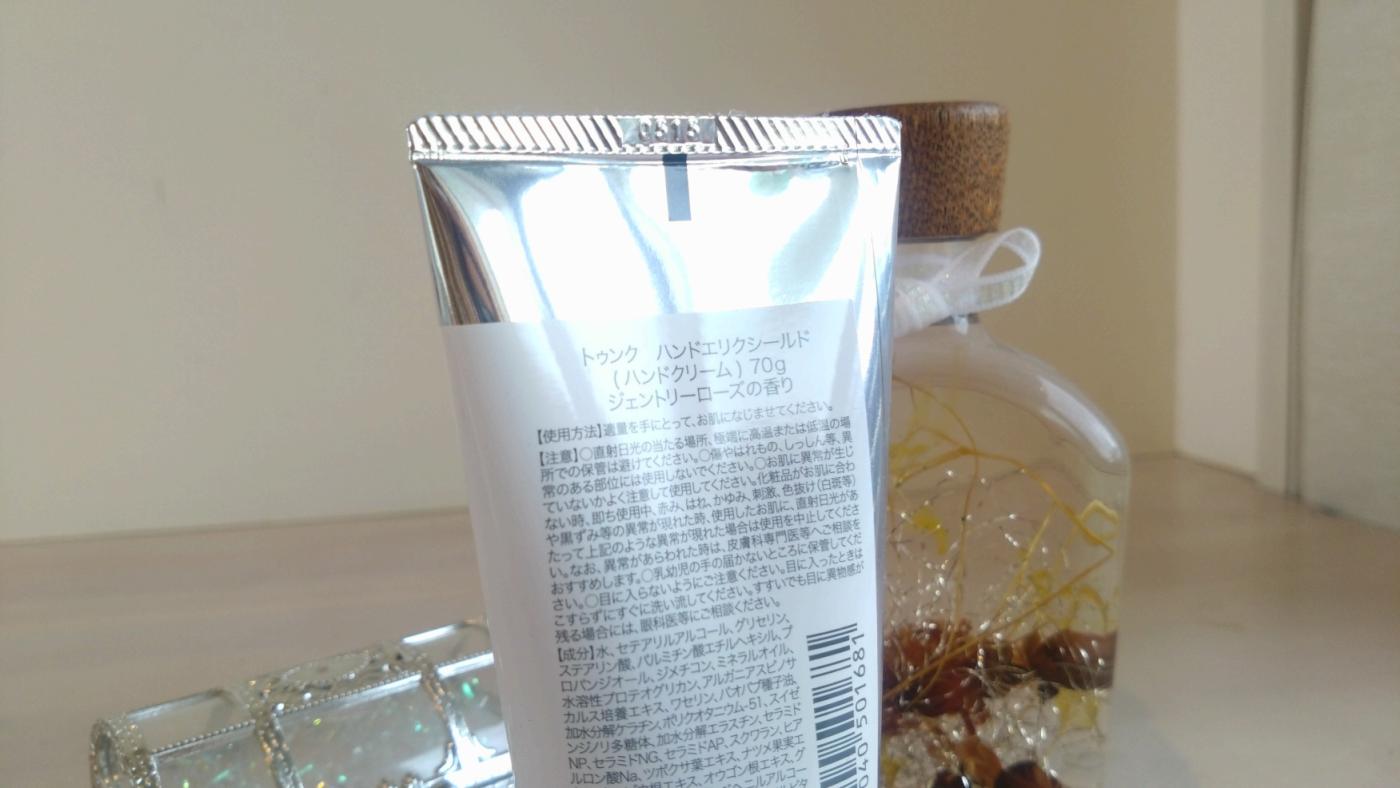 0515
トゥンク ハンドエリクシールド
(ハンドクリーム) 70g
ジェントリーローズの香り
【使用方法】適量を手にとって、お肌になじませてください。
【注意】○直射日光の当たる場所、極端に高温または低温の場
所での保管は避けてください。○傷やはれもの、しっしん等、異
常のある部位には使用しないでください。○お肌に異常が生じ
ていないかよく注意して使用してください。化粧品がお肌に合わ
ない時、即ち使用中、赤み、はれ、かゆみ、刺激、色抜け(白斑等)
や黒ずみ等の異常が現れた時、使用したお肌に、直射日光があ
たって上記のような異常が現れた場合は使用を中止してくださ
い。なお、異常があらわれた時は、皮膚科専門医等へご相談を
おすすめします。○乳幼児の手の届かないところに保管してくだ
さい。○目に入らないようにご注意ください。目に入ったときは
こすらずにすぐに洗い流してください。すすいでも目に異物感が
残る場合には、眼科医等にご相談ください。
【成分】水、セテアリルアルコール、グリセリン、
ステアリン酸、パルミチン酸エチルヘキシル、プ
ロパンジオール、ジメチコン、ミネラルオイル、
水溶性プロテオグリカン、アルガニアスピノサ
カルス培養エキス、ワセリン、バオバブ種子油、
加水分解ケラチン、ポリクオタニウム-51、スイゼ
ンジノリ多糖体、加水分解エラスチン、セラミド
NP、セラミドNG、セラミドAP、スクワラン、ヒア
ルロン酸Na、ツボクサ葉エキス、ナツメ果実エ
キス、オウゴン根エキス、グ
040501681